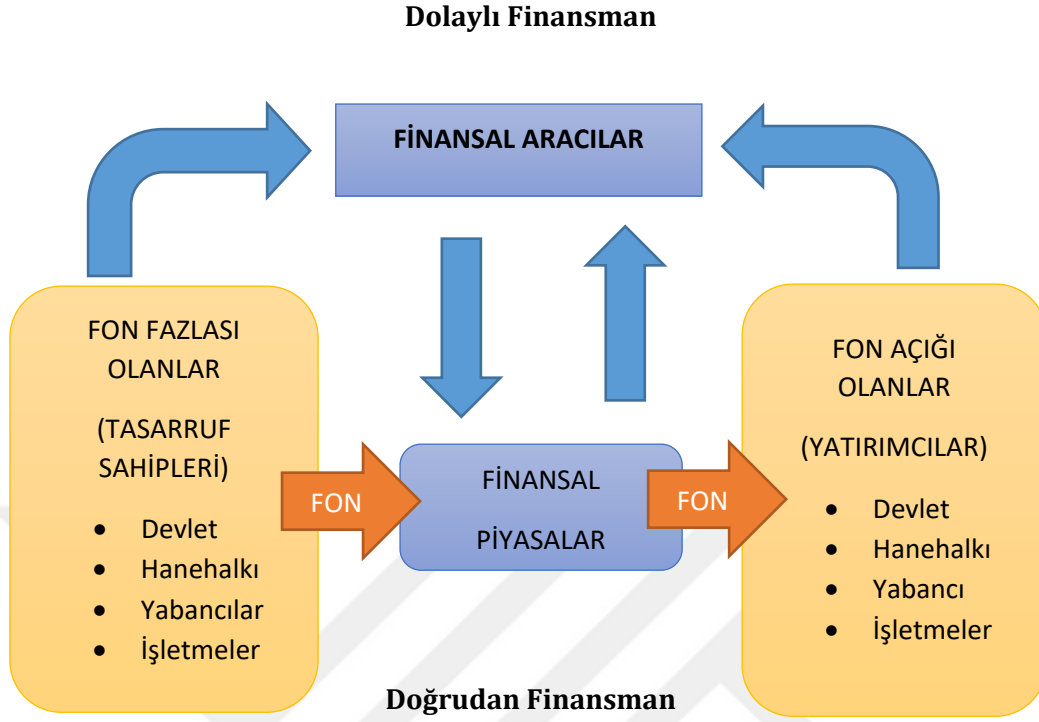 Dolaylı Finansman
FİNANSAL ARACILAR
FON FAZLASI
OLANLAR
(TASARRUF
SAHİPLERİ)
• Devlet
• Hanehalkı
• Yabancılar
• İşletmeler
FON
FİNANSAL
PİYASALAR
FON
FON AÇIĞI
OLANLAR
(YATIRIMCILAR)
• Devlet
• Hanehalkı
• Yabancı
• İşletmeler
Doğrudan Finansman